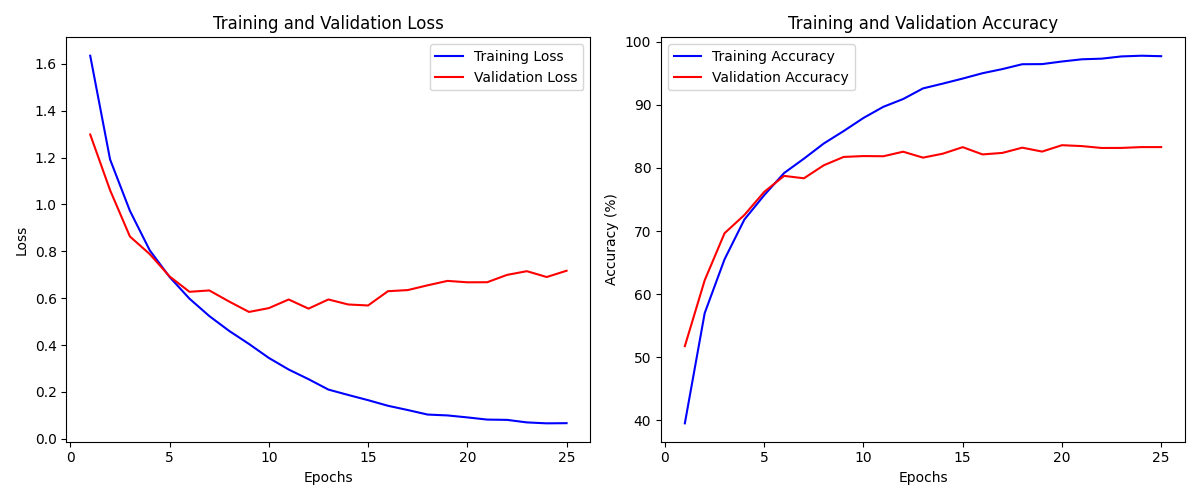 Training and Validation Loss
Training Loss
Validation Loss
1.6
1.4
1.2
1.0
0.8
0.6
0.4
0.2
0.0
Loss
0 5 10 15 20 25
Epochs
Training and Validation Accuracy
Training Accuracy
Validation Accuracy
100
90
80
70
60
50
40
Accuracy (%)
0 5 10 15 20 25
Epochs